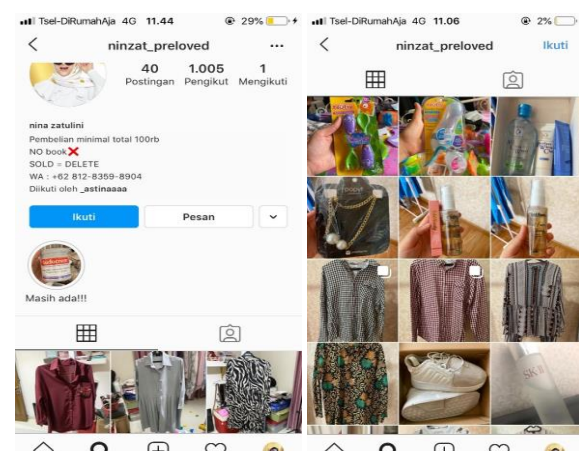 Tsel-DiRumahAja 4G 11.44 29%
ninzat_preloved
40 1.005 1
Postingan Pengikut Mengikuti
nina zatulini
Pembelian minimal total 100rb
NO book❌
SOLD = DELETE
WA : +62 812-8359-8904
Diikuti oleh _astinaaaa
Ikuti Pesan
Masih ada!!!
Tsel-DiRumahAja 4G 11.06 2%
ninzat_preloved Ikuti
SK-II